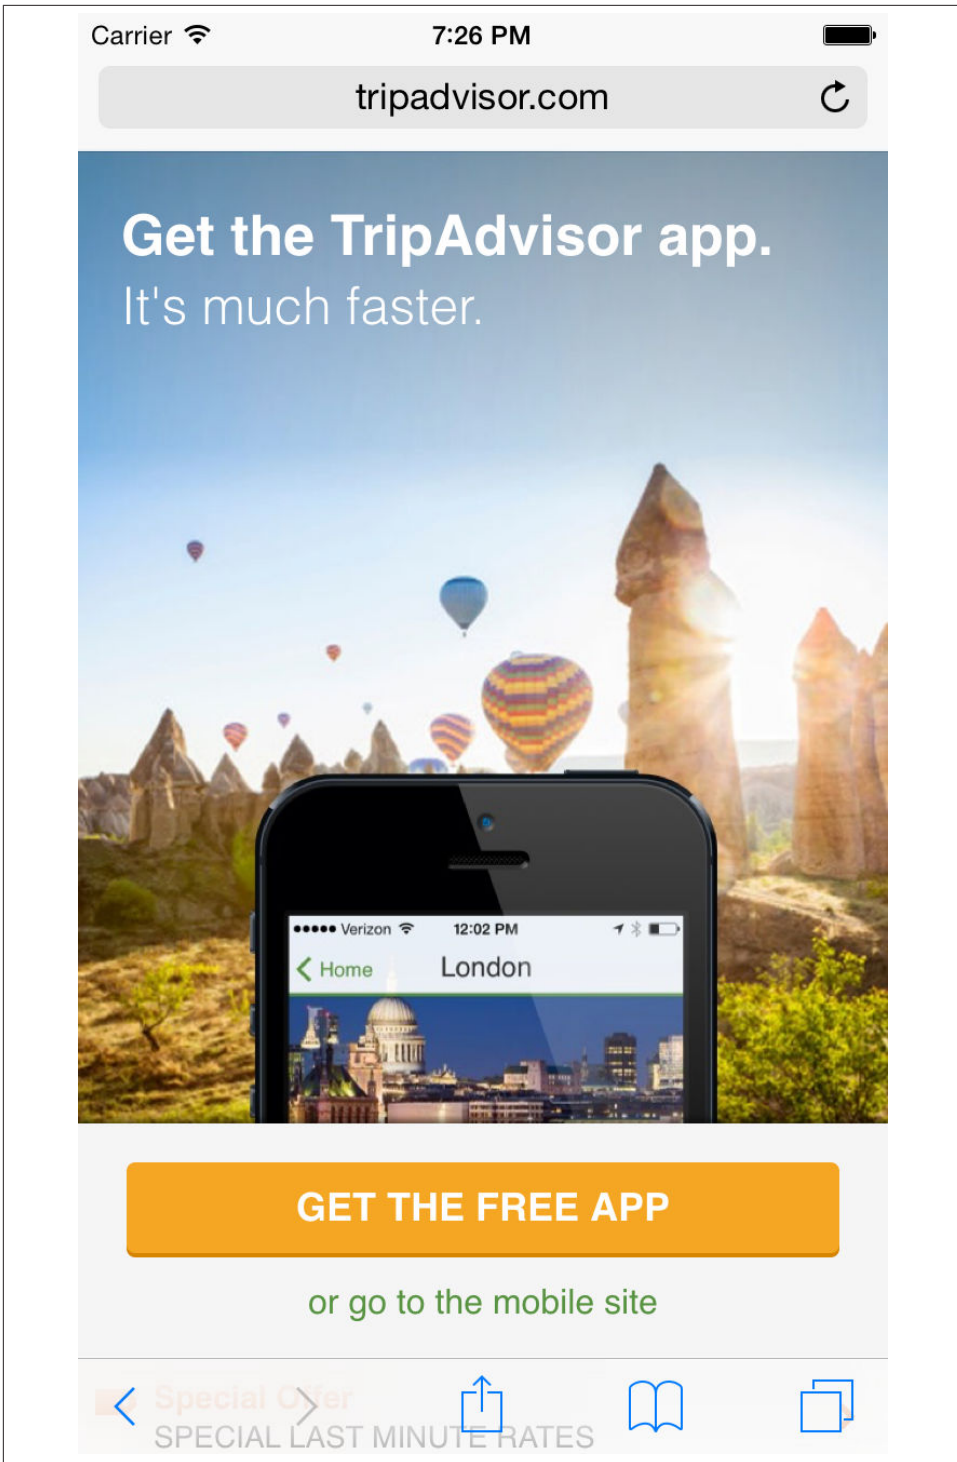 Carrier 7:26 PM
tripadvisor.com
Get the TripAdvisor app.
It's much faster.
Verizon 12:02 PM
Home London
GET THE FREE APP
or go to the mobile site
Special Offer
SPECIAL LAST MINUTE RATES